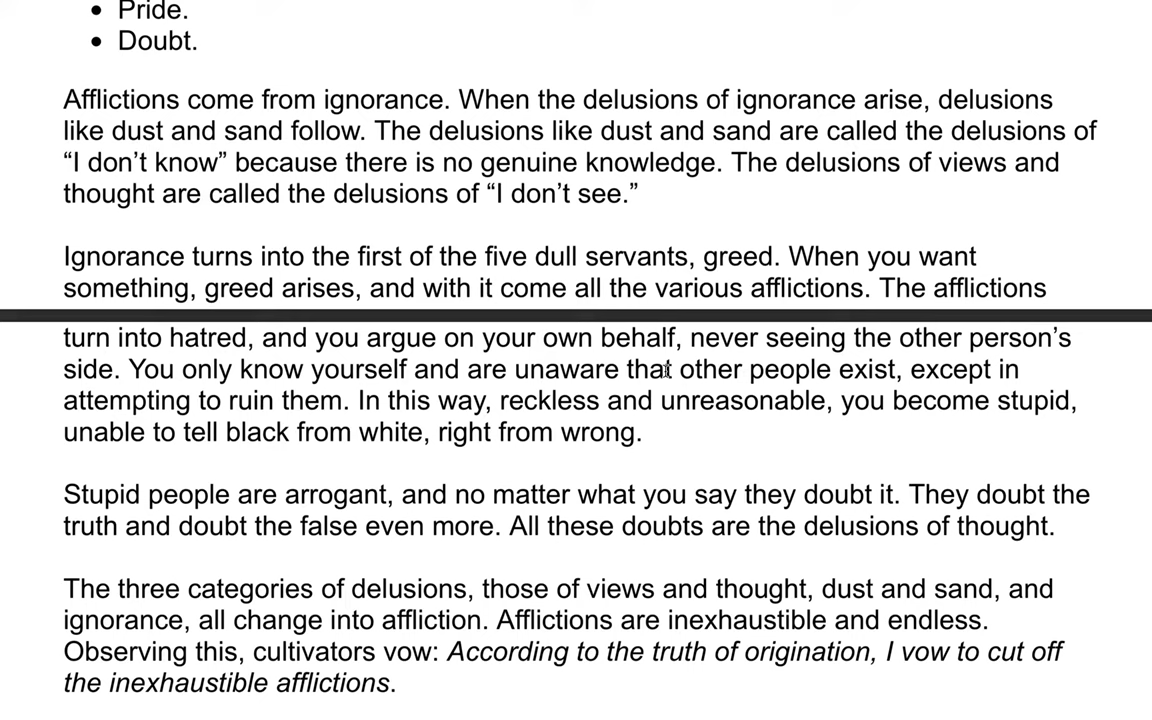 • Pride.
• Doubt.
Afflictions come from ignorance. When the delusions of ignorance arise, delusions
like dust and sand follow. The delusions like dust and sand are called the delusions of
“I don’t know” because there is no genuine knowledge. The delusions of views and
thought are called the delusions of “I don’t see.”
Ignorance turns into the first of the five dull servants, greed. When you want
something, greed arises, and with it come all the various afflictions. The afflictions
turn into hatred, and you argue on your own behalf, never seeing the other person’s
side. You only know yourself and are unaware that other people exist, except in
attempting to ruin them. In this way, reckless and unreasonable, you become stupid,
unable to tell black from white, right from wrong.
Stupid people are arrogant, and no matter what you say they doubt it. They doubt the
truth and doubt the false even more. All these doubts are the delusions of thought.
The three categories of delusions, those of views and thought, dust and sand, and
ignorance, all change into affliction. Afflictions are inexhaustible and endless.
Observing this, cultivators vow: According to the truth of origination, I vow to cut off
the inexhaustible afflictions.